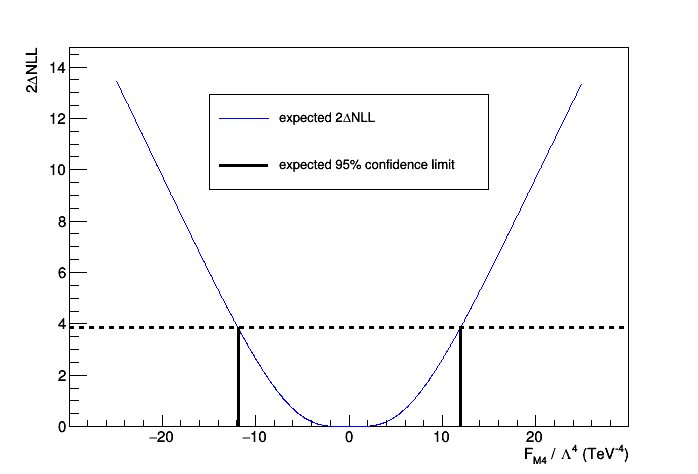 2ΔNLL
14
12
10
8
6
4
2
0
expected 2ΔNLL
expected 95% confidence limit
−20 −10 0 10 20
F_M4 / Λ^4 (TeV^-4)